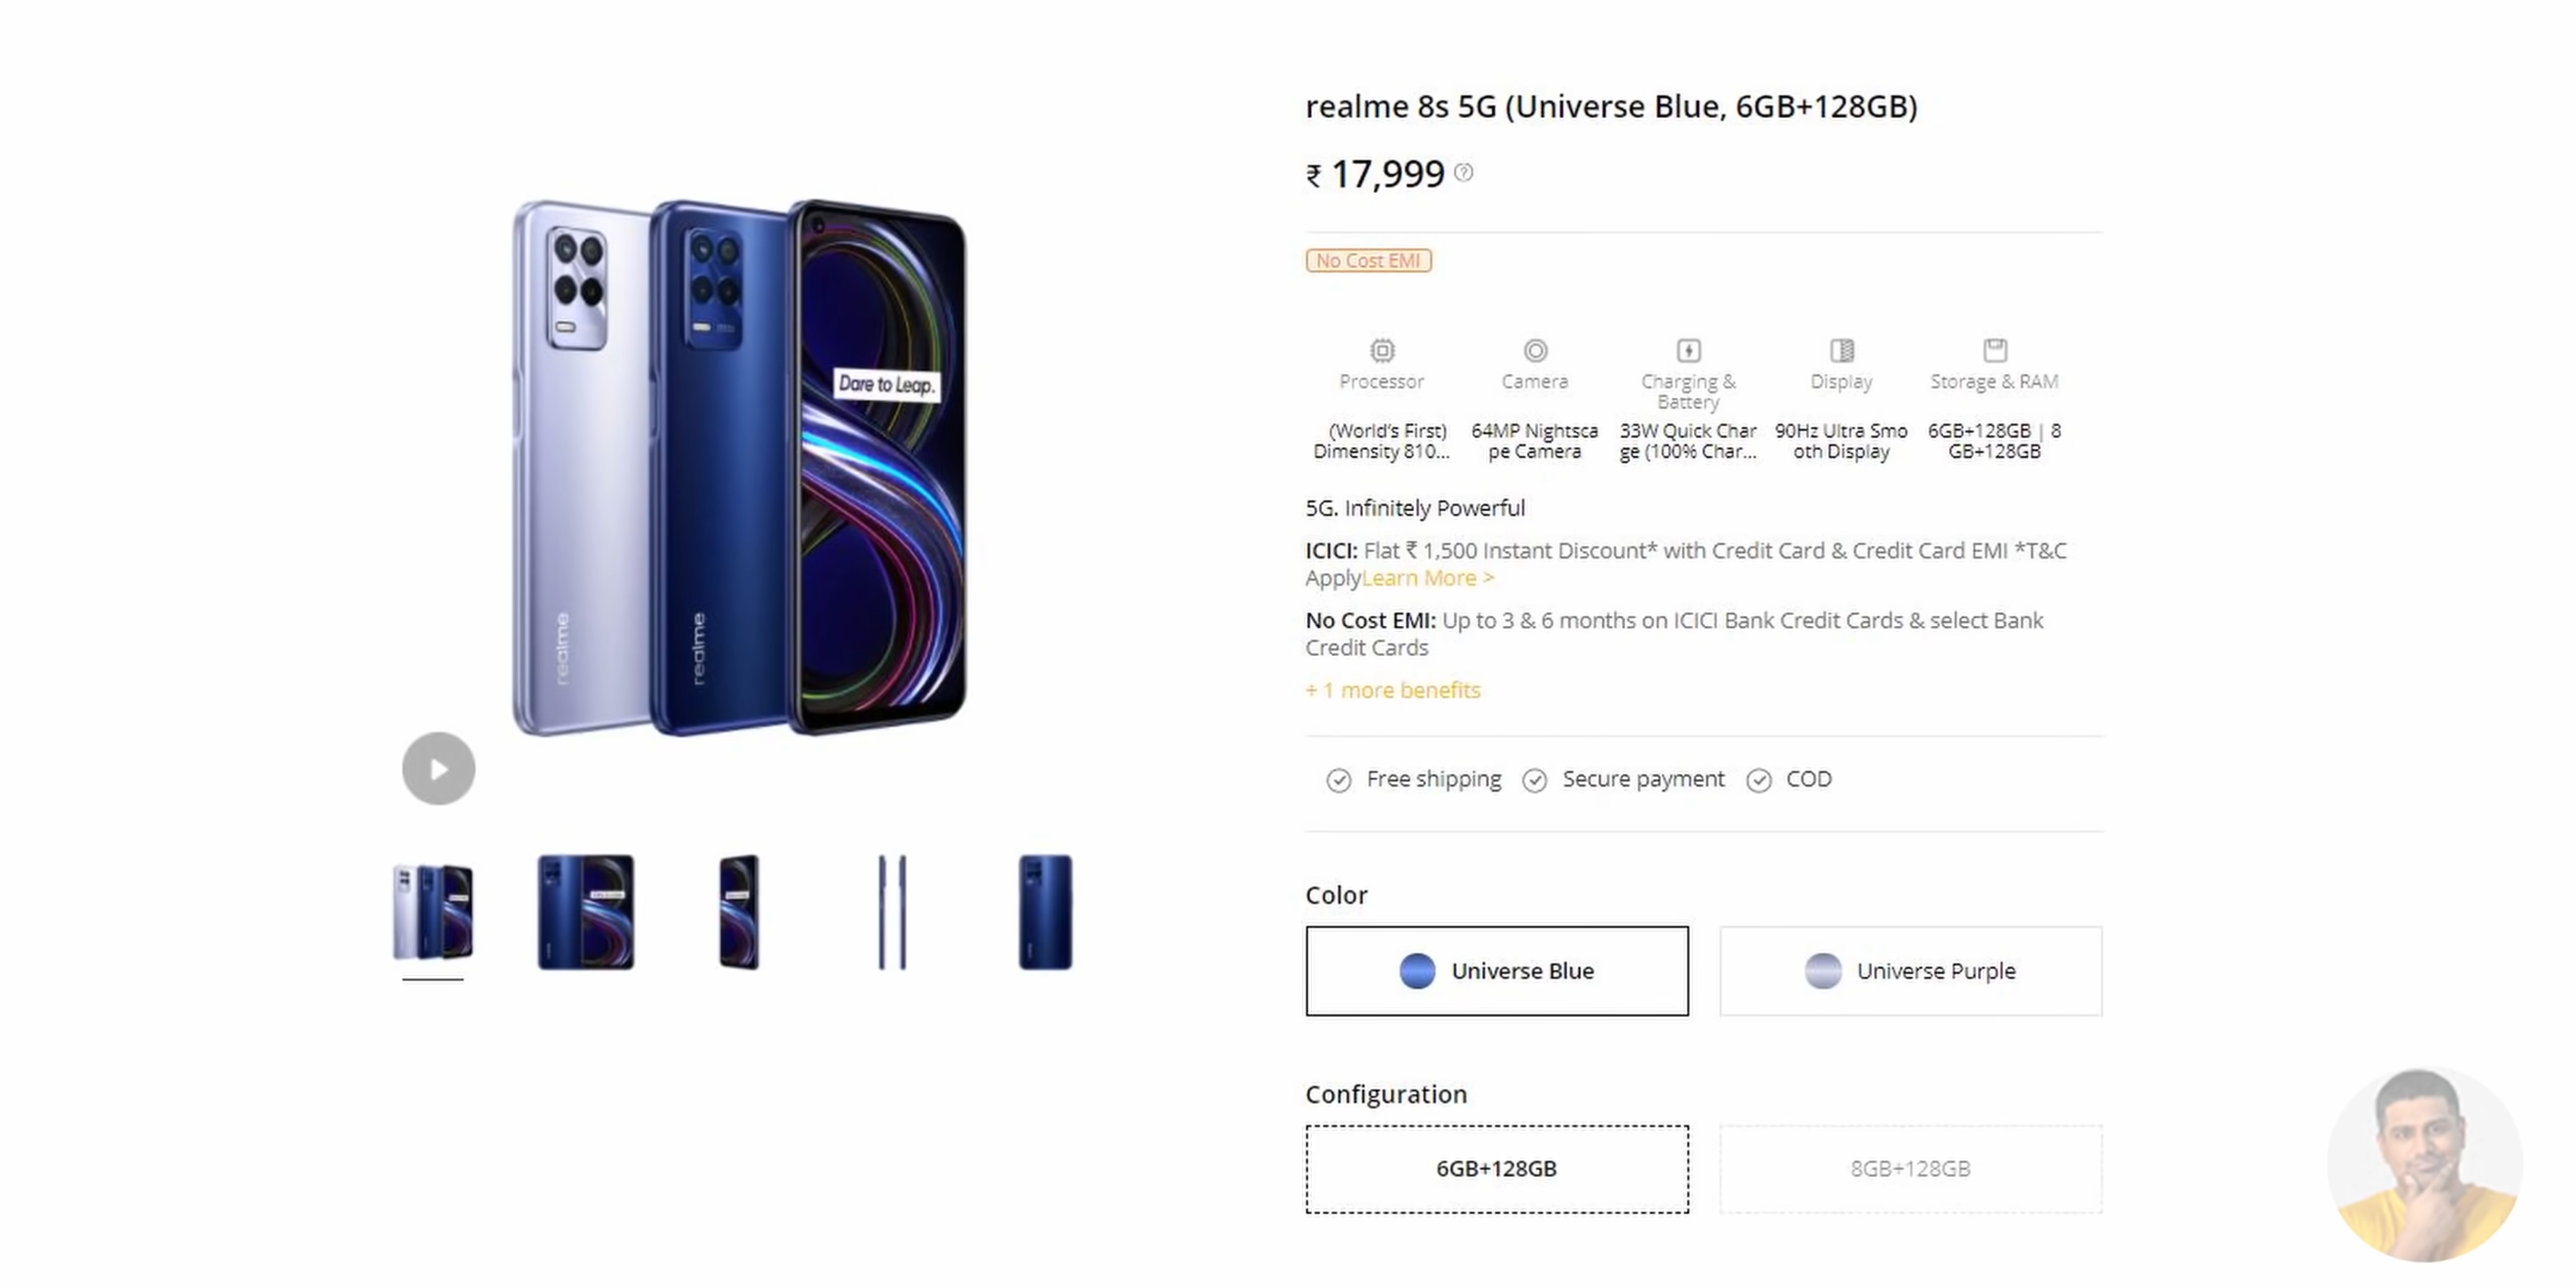 realme 8s 5G (Universe Blue, 6GB+128GB)
₹ 17,999
No Cost EMI
Processor
(World's First)
Dimensity 810...
Camera
64MP Nightsca
pe Camera
Charging &
Battery
33W Quick Char
ge (100% Char...
Display
90Hz Ultra Smo
oth Display
Storage & RAM
6GB+128GB | 8
GB+128GB
5G. Infinitely Powerful
ICICI: Flat ₹ 1,500 Instant Discount* with Credit Card & Credit Card EMI *T&C
ApplyLearn More >
No Cost EMI: Up to 3 & 6 months on ICICI Bank Credit Cards & select Bank
Credit Cards
+ 1 more benefits
Free shipping
Secure payment
COD
Color
Universe Blue
Universe Purple
Configuration
6GB+128GB
8GB+128GB
Dare to Leap.
realme
realme